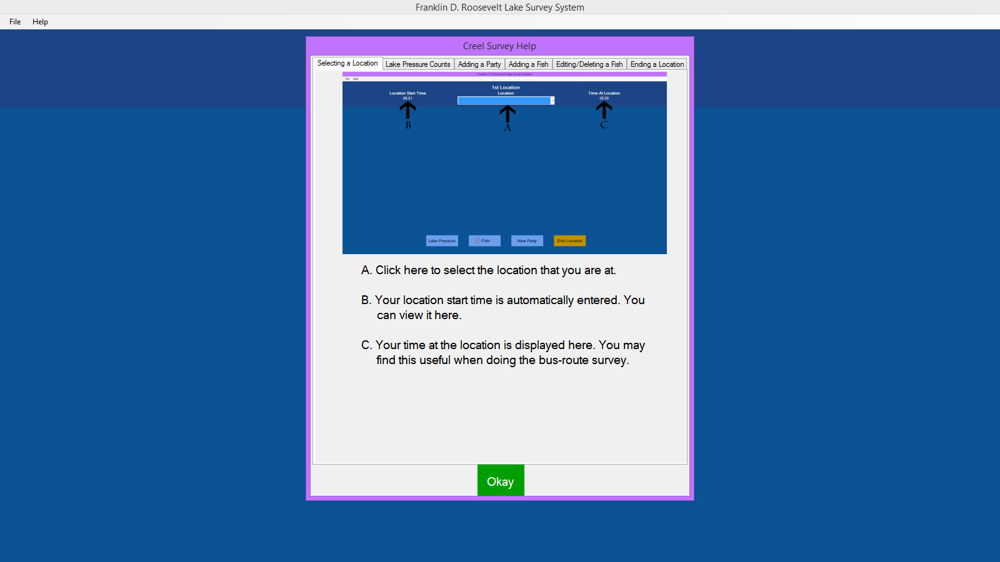 Franklin D. Roosevelt Lake Survey System
File Help
Creel Survey Help
Selecting a Location Lake Pressure Counts Adding a Party Adding a Fish Editing/Deleting a Fish Ending a Location
Franklin D. Roosevelt Lake Survey System
File Help
1st Location
Location Start Time Location Time At Location
06:01 00:00
B A C
Lake Pressure Fish New Party End Location
A. Click here to select the location that you are at.
B. Your location start time is automatically entered. You
can view it here.
C. Your time at the location is displayed here. You may
find this useful when doing the bus-route survey.
Okay